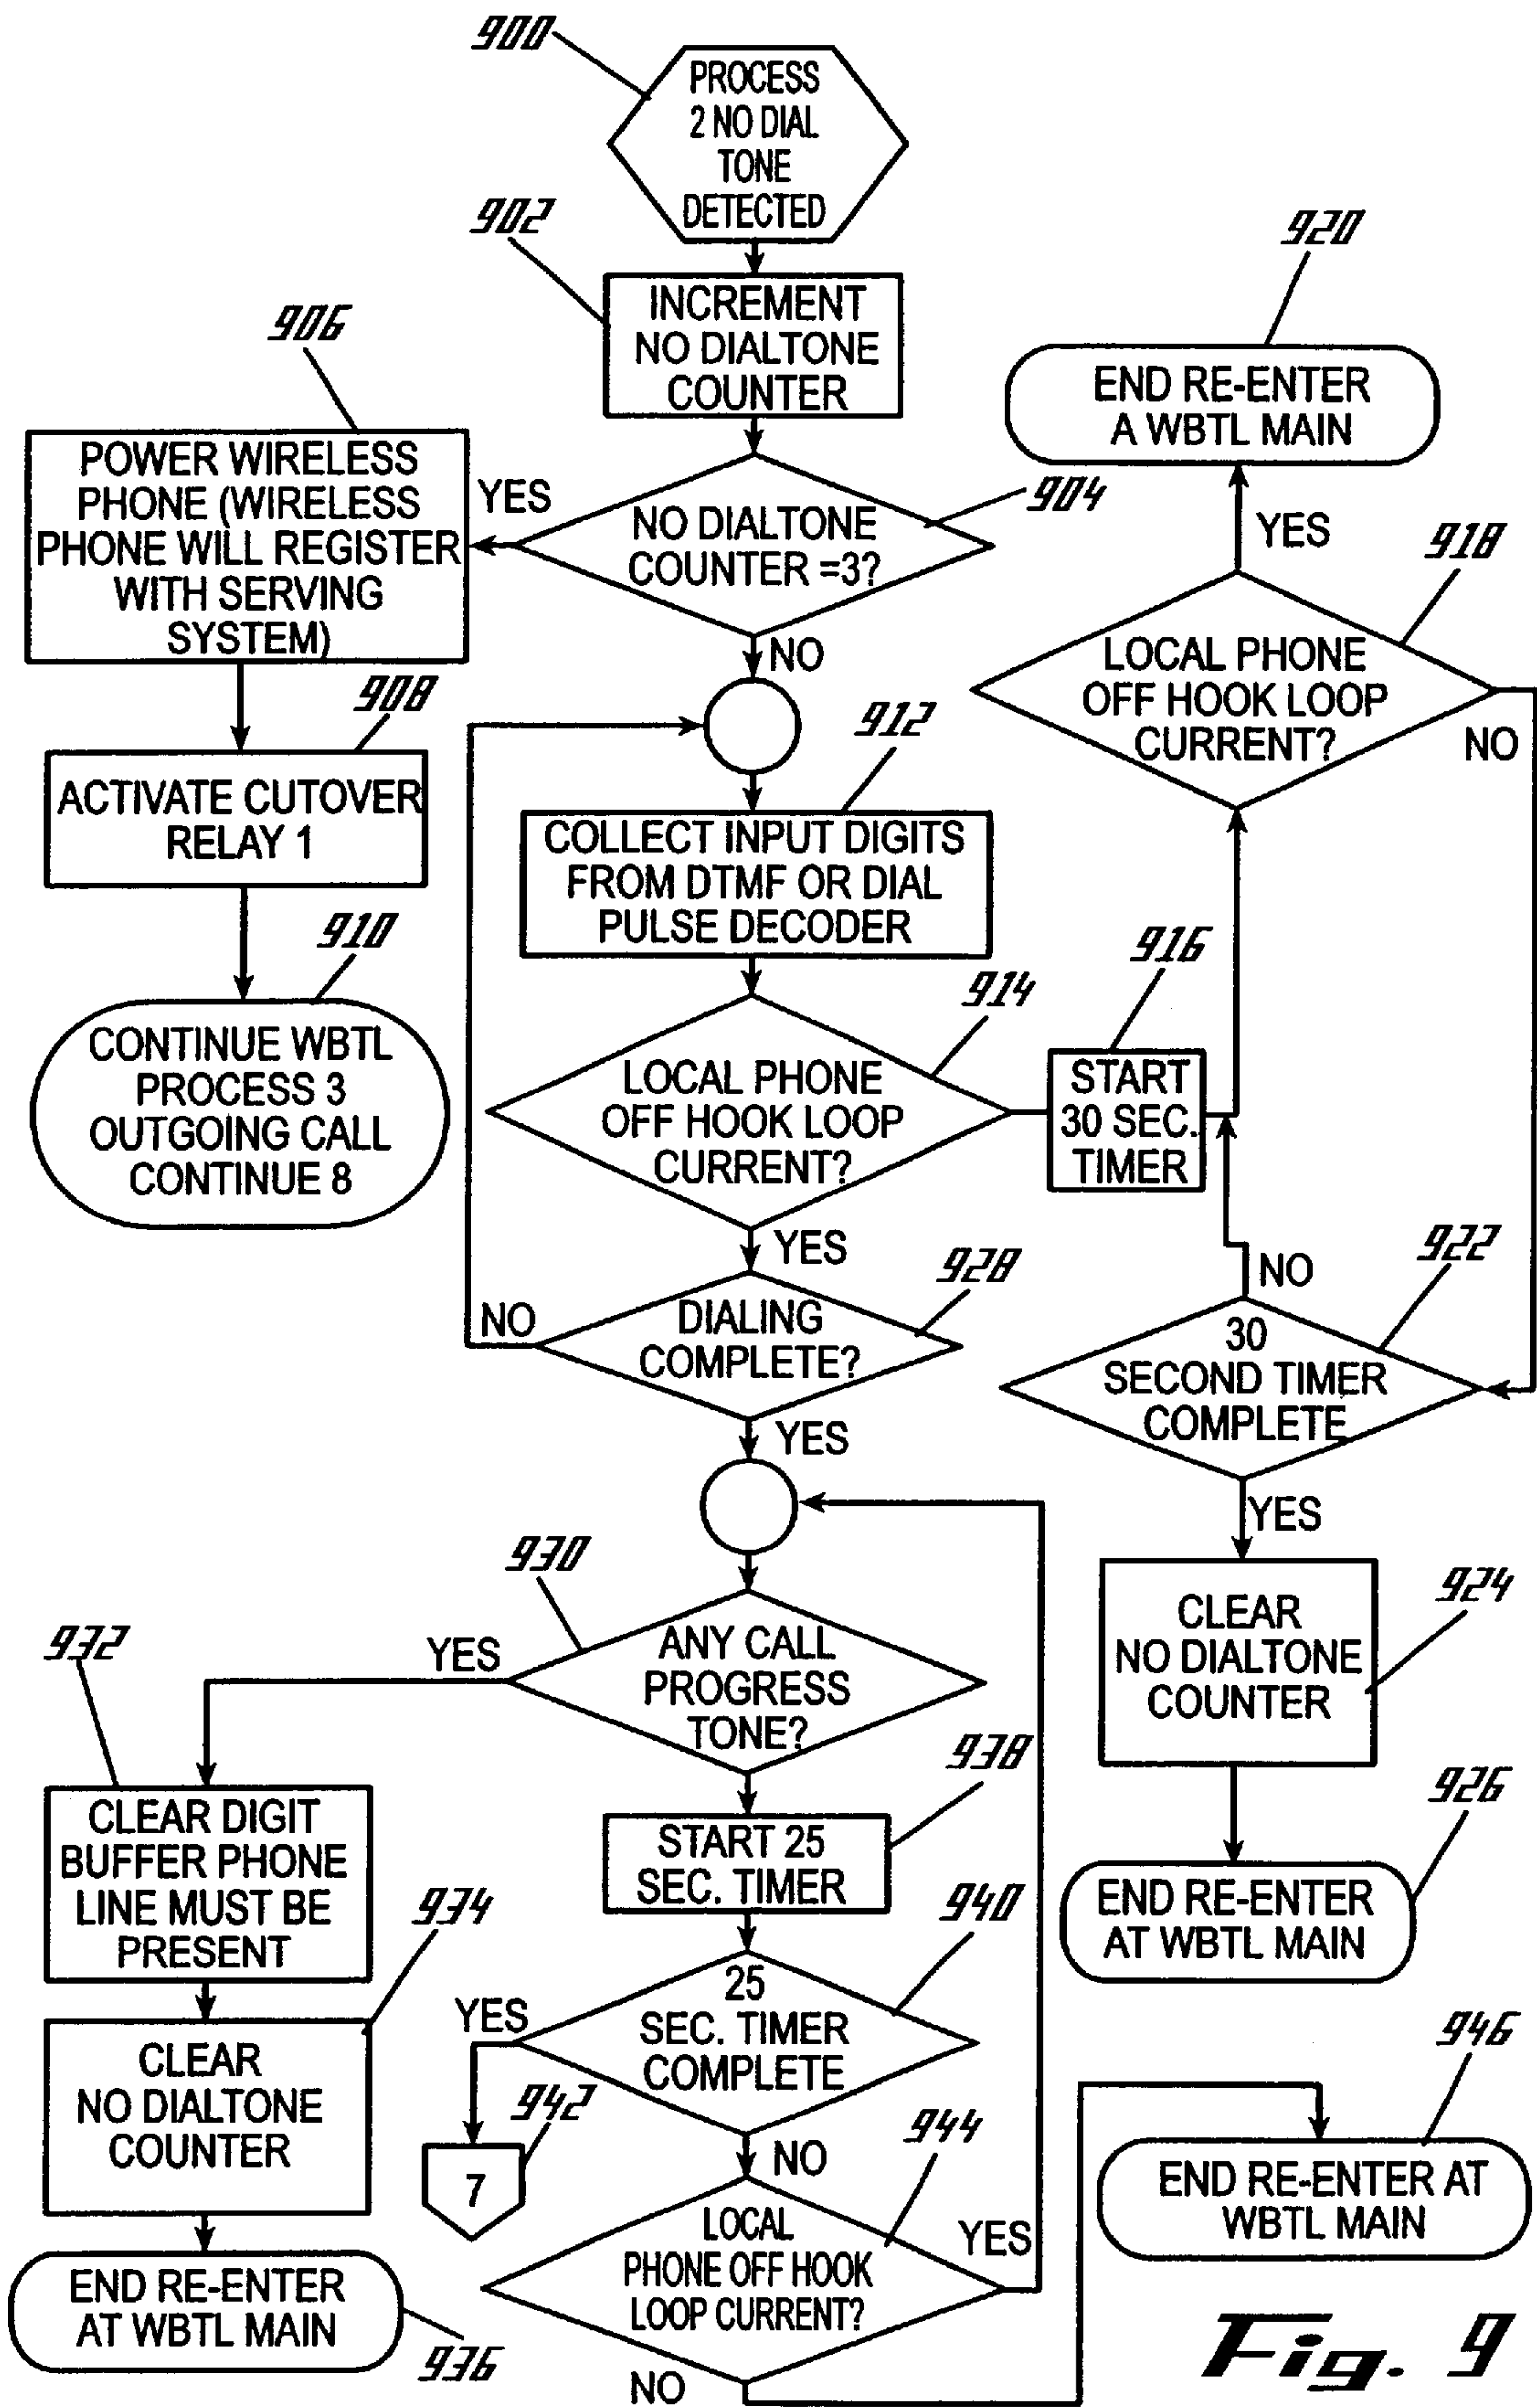 900
PROCESS
2 NO DIAL
TONE
DETECTED
902
INCREMENT
NO DIALTONE
COUNTER
904
NO DIALTONE
COUNTER =3?
YES
NO
906
POWER WIRELESS
PHONE (WIRELESS
PHONE WILL REGISTER
WITH SERVING
SYSTEM)
908
ACTIVATE CUTOVER
RELAY 1
910
CONTINUE WBTL
PROCESS 3
OUTGOING CALL
CONTINUE 8
912
COLLECT INPUT DIGITS
FROM DTMF OR DIAL
PULSE DECODER
914
LOCAL PHONE
OFF HOOK LOOP
CURRENT?
YES
916
START
30 SEC.
TIMER
918
LOCAL PHONE
OFF HOOK LOOP
CURRENT?
YES
NO
920
END RE-ENTER
A WBTL MAIN
922
30
SECOND TIMER
COMPLETE
NO
YES
924
CLEAR
NO DIALTONE
COUNTER
926
END RE-ENTER
AT WBTL MAIN
928
DIALING
COMPLETE?
NO
YES
930
ANY CALL
PROGRESS
TONE?
YES
932
CLEAR DIGIT
BUFFER PHONE
LINE MUST BE
PRESENT
934
CLEAR
NO DIALTONE
COUNTER
936
END RE-ENTER
AT WBTL MAIN
938
START 25
SEC. TIMER
940
25
SEC. TIMER
COMPLETE
YES
NO
942
7
944
LOCAL
PHONE OFF HOOK
LOOP CURRENT?
YES
NO
946
END RE-ENTER AT
WBTL MAIN
Fig. 9